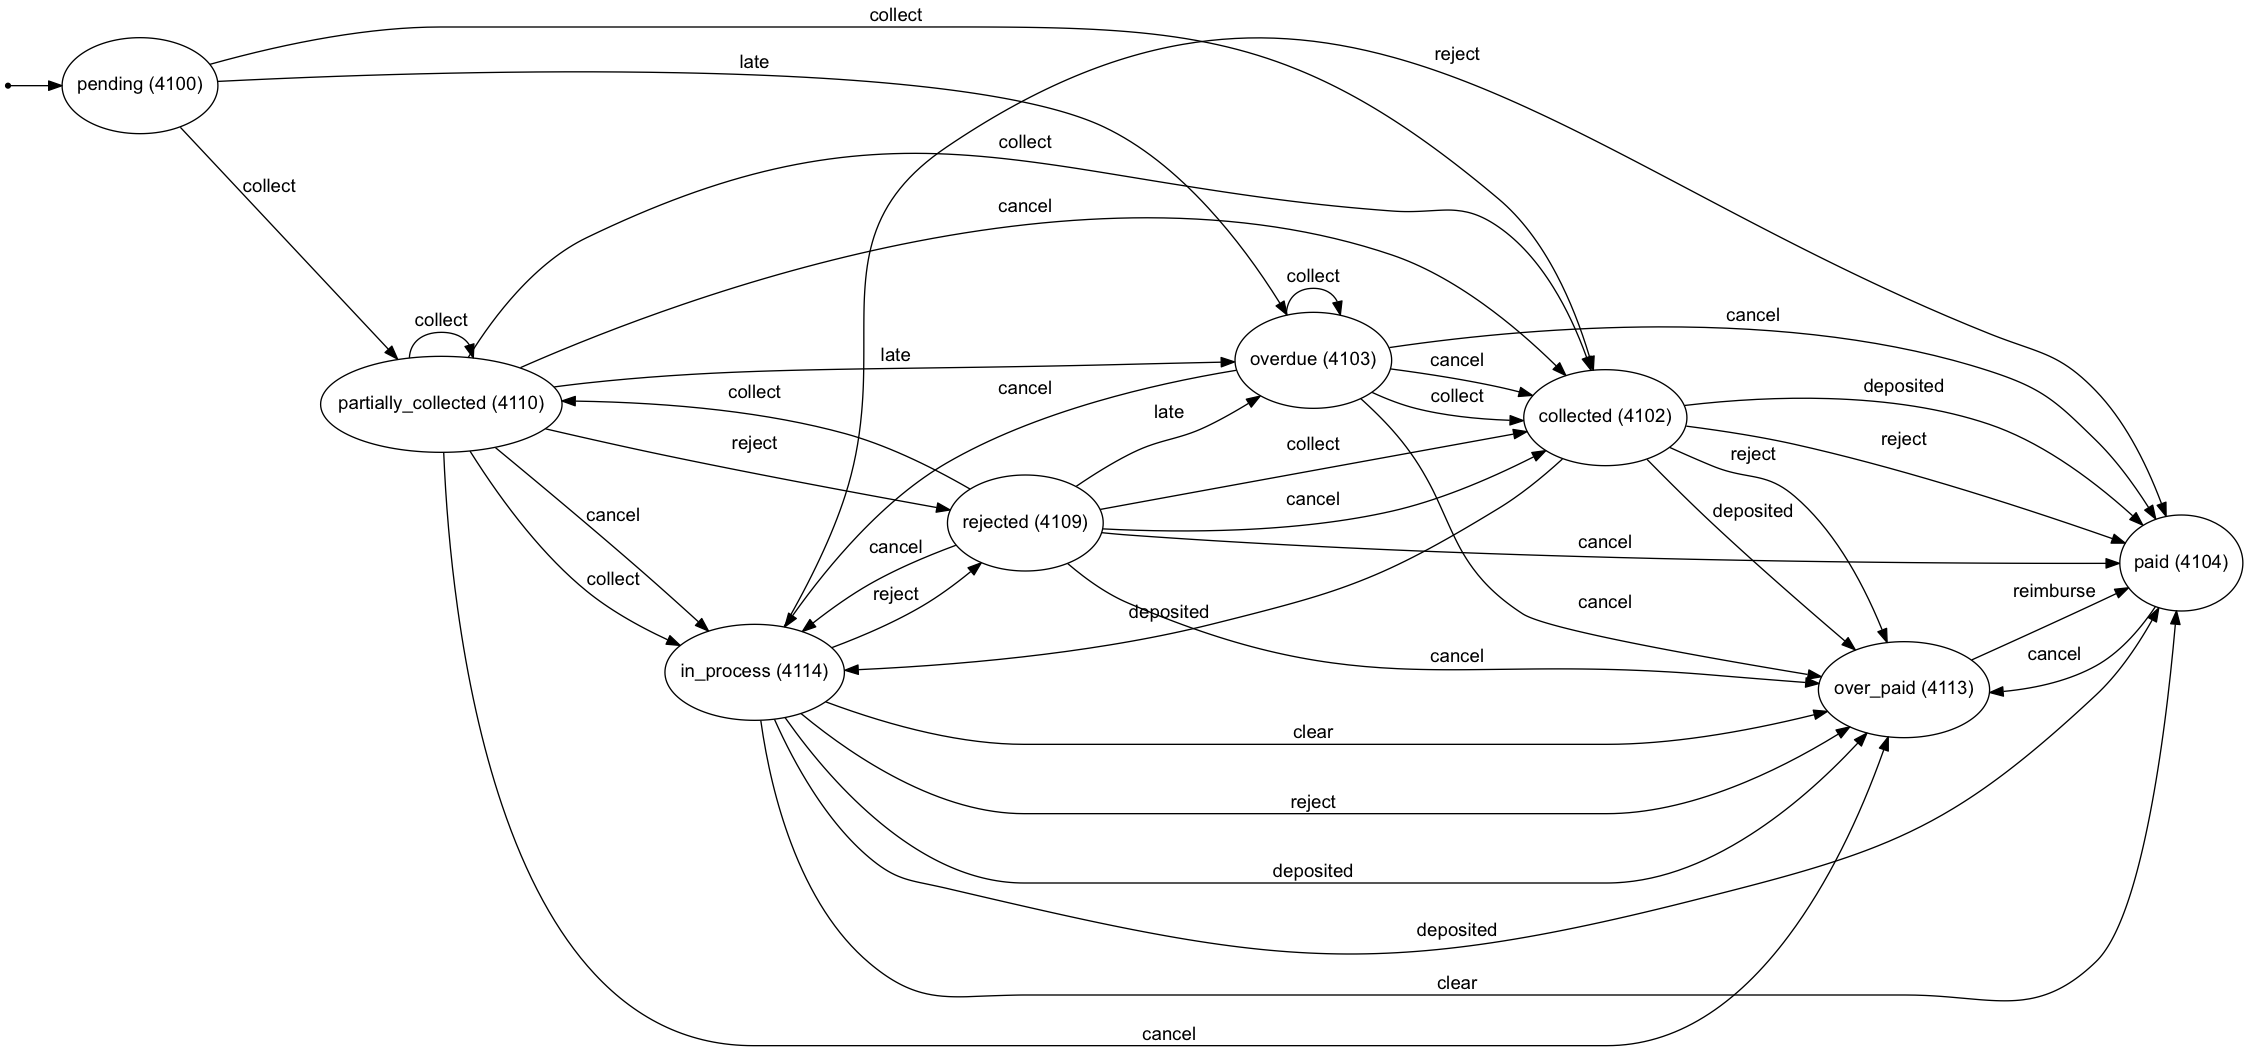 collect
reject
late
pending (4100)
collect
collect
cancel
collect
collect
cancel
collect
late
overdue (4103)
cancel
deposited
partially_collected (4110)
collect
cancel
collect
late
collected (4102)
reject
collect
reject
reject
cancel
deposited
cancel
rejected (4109)
cancel
cancel
paid (4104)
collect
reject
reimburse
cancel
deposited
cancel
cancel
in_process (4114)
over_paid (4113)
clear
reject
deposited
deposited
clear
cancel